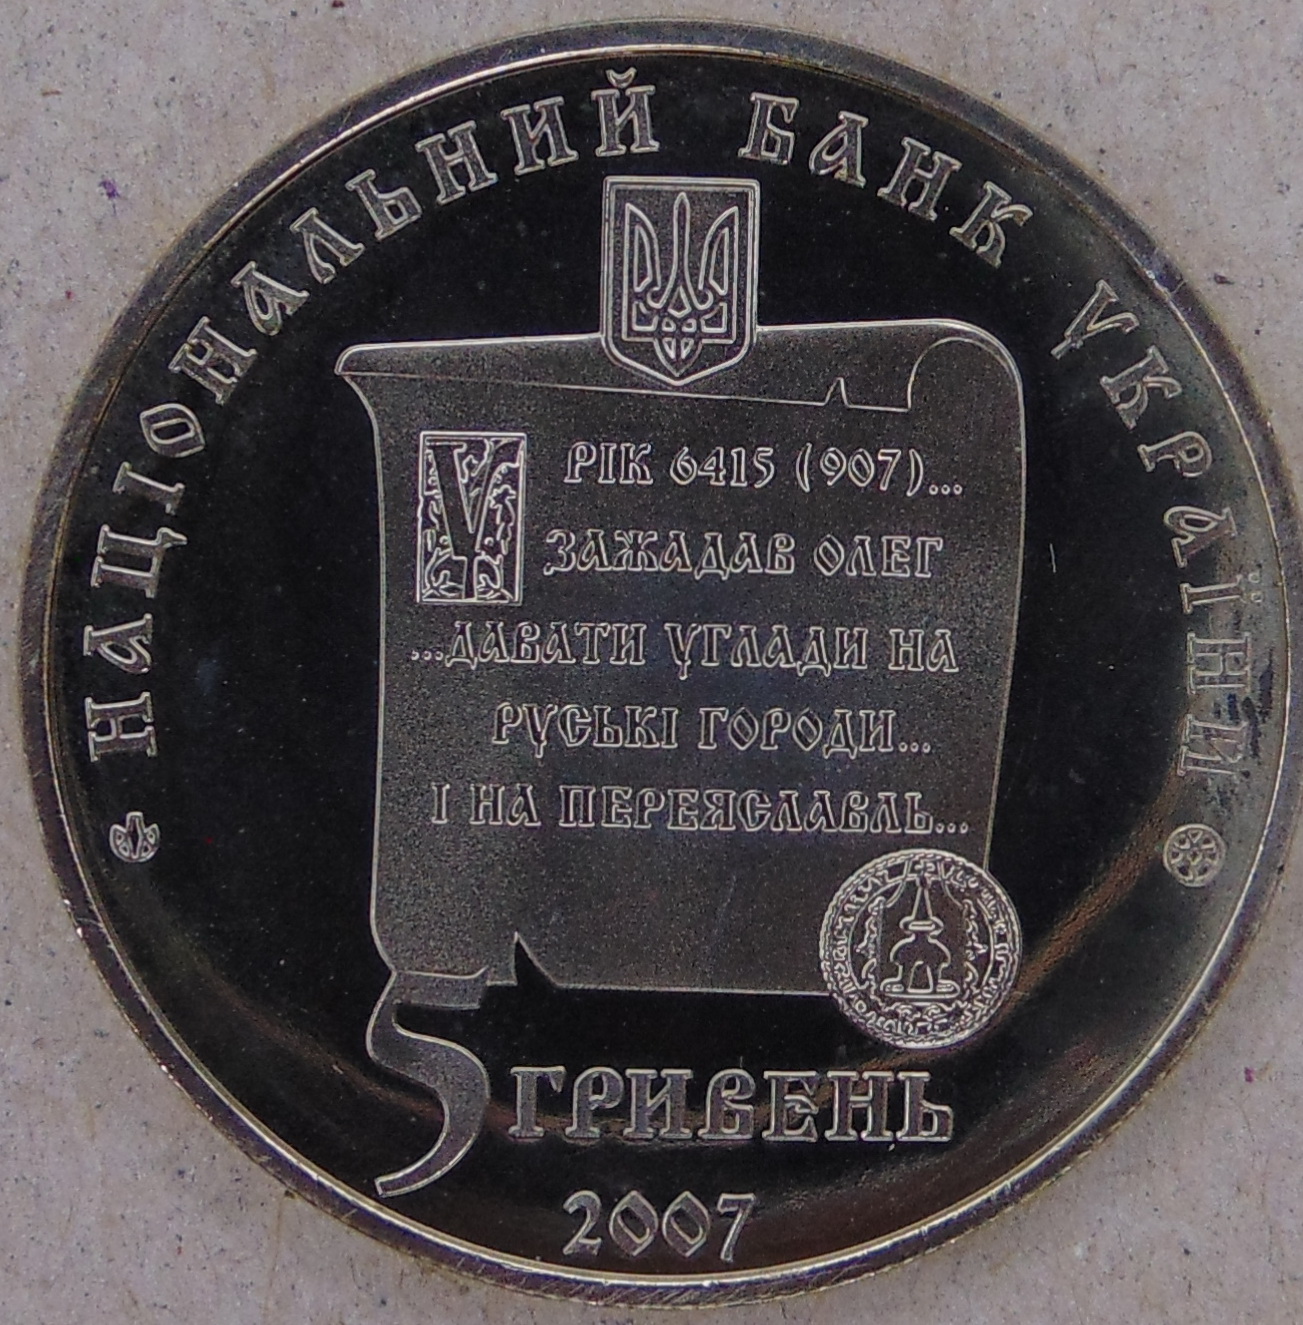 НАЦІОНАЛЬНИЙ БАНК УКРАЇНИ
У РІК 6415 (907)...
ЗАЖАДАВ ОЛЕГ
...ДАВАТИ УГЛАДИ НА
РУСЬКІ ГОРОДИ...
І НА ПЕРЕЯСЛАВЛЬ...
5 ГРИВЕНЬ
2007